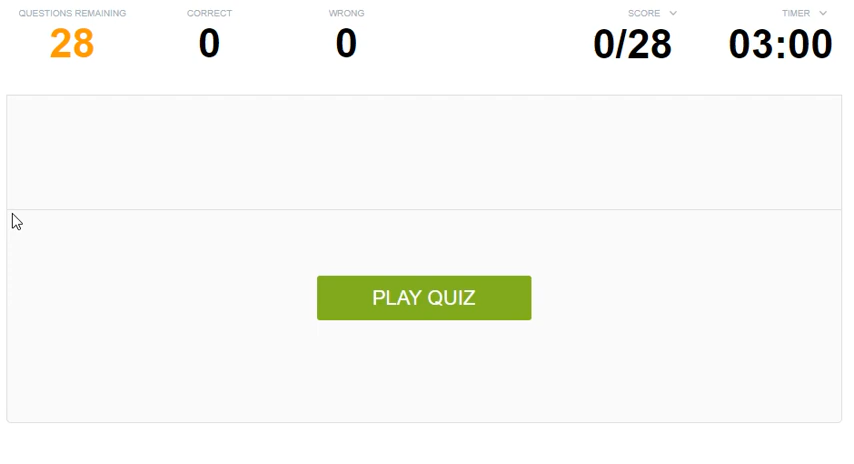 QUESTIONS REMAINING CORRECT WRONG SCORE TIMER
28 0 0 0/28 03:00
PLAY QUIZ